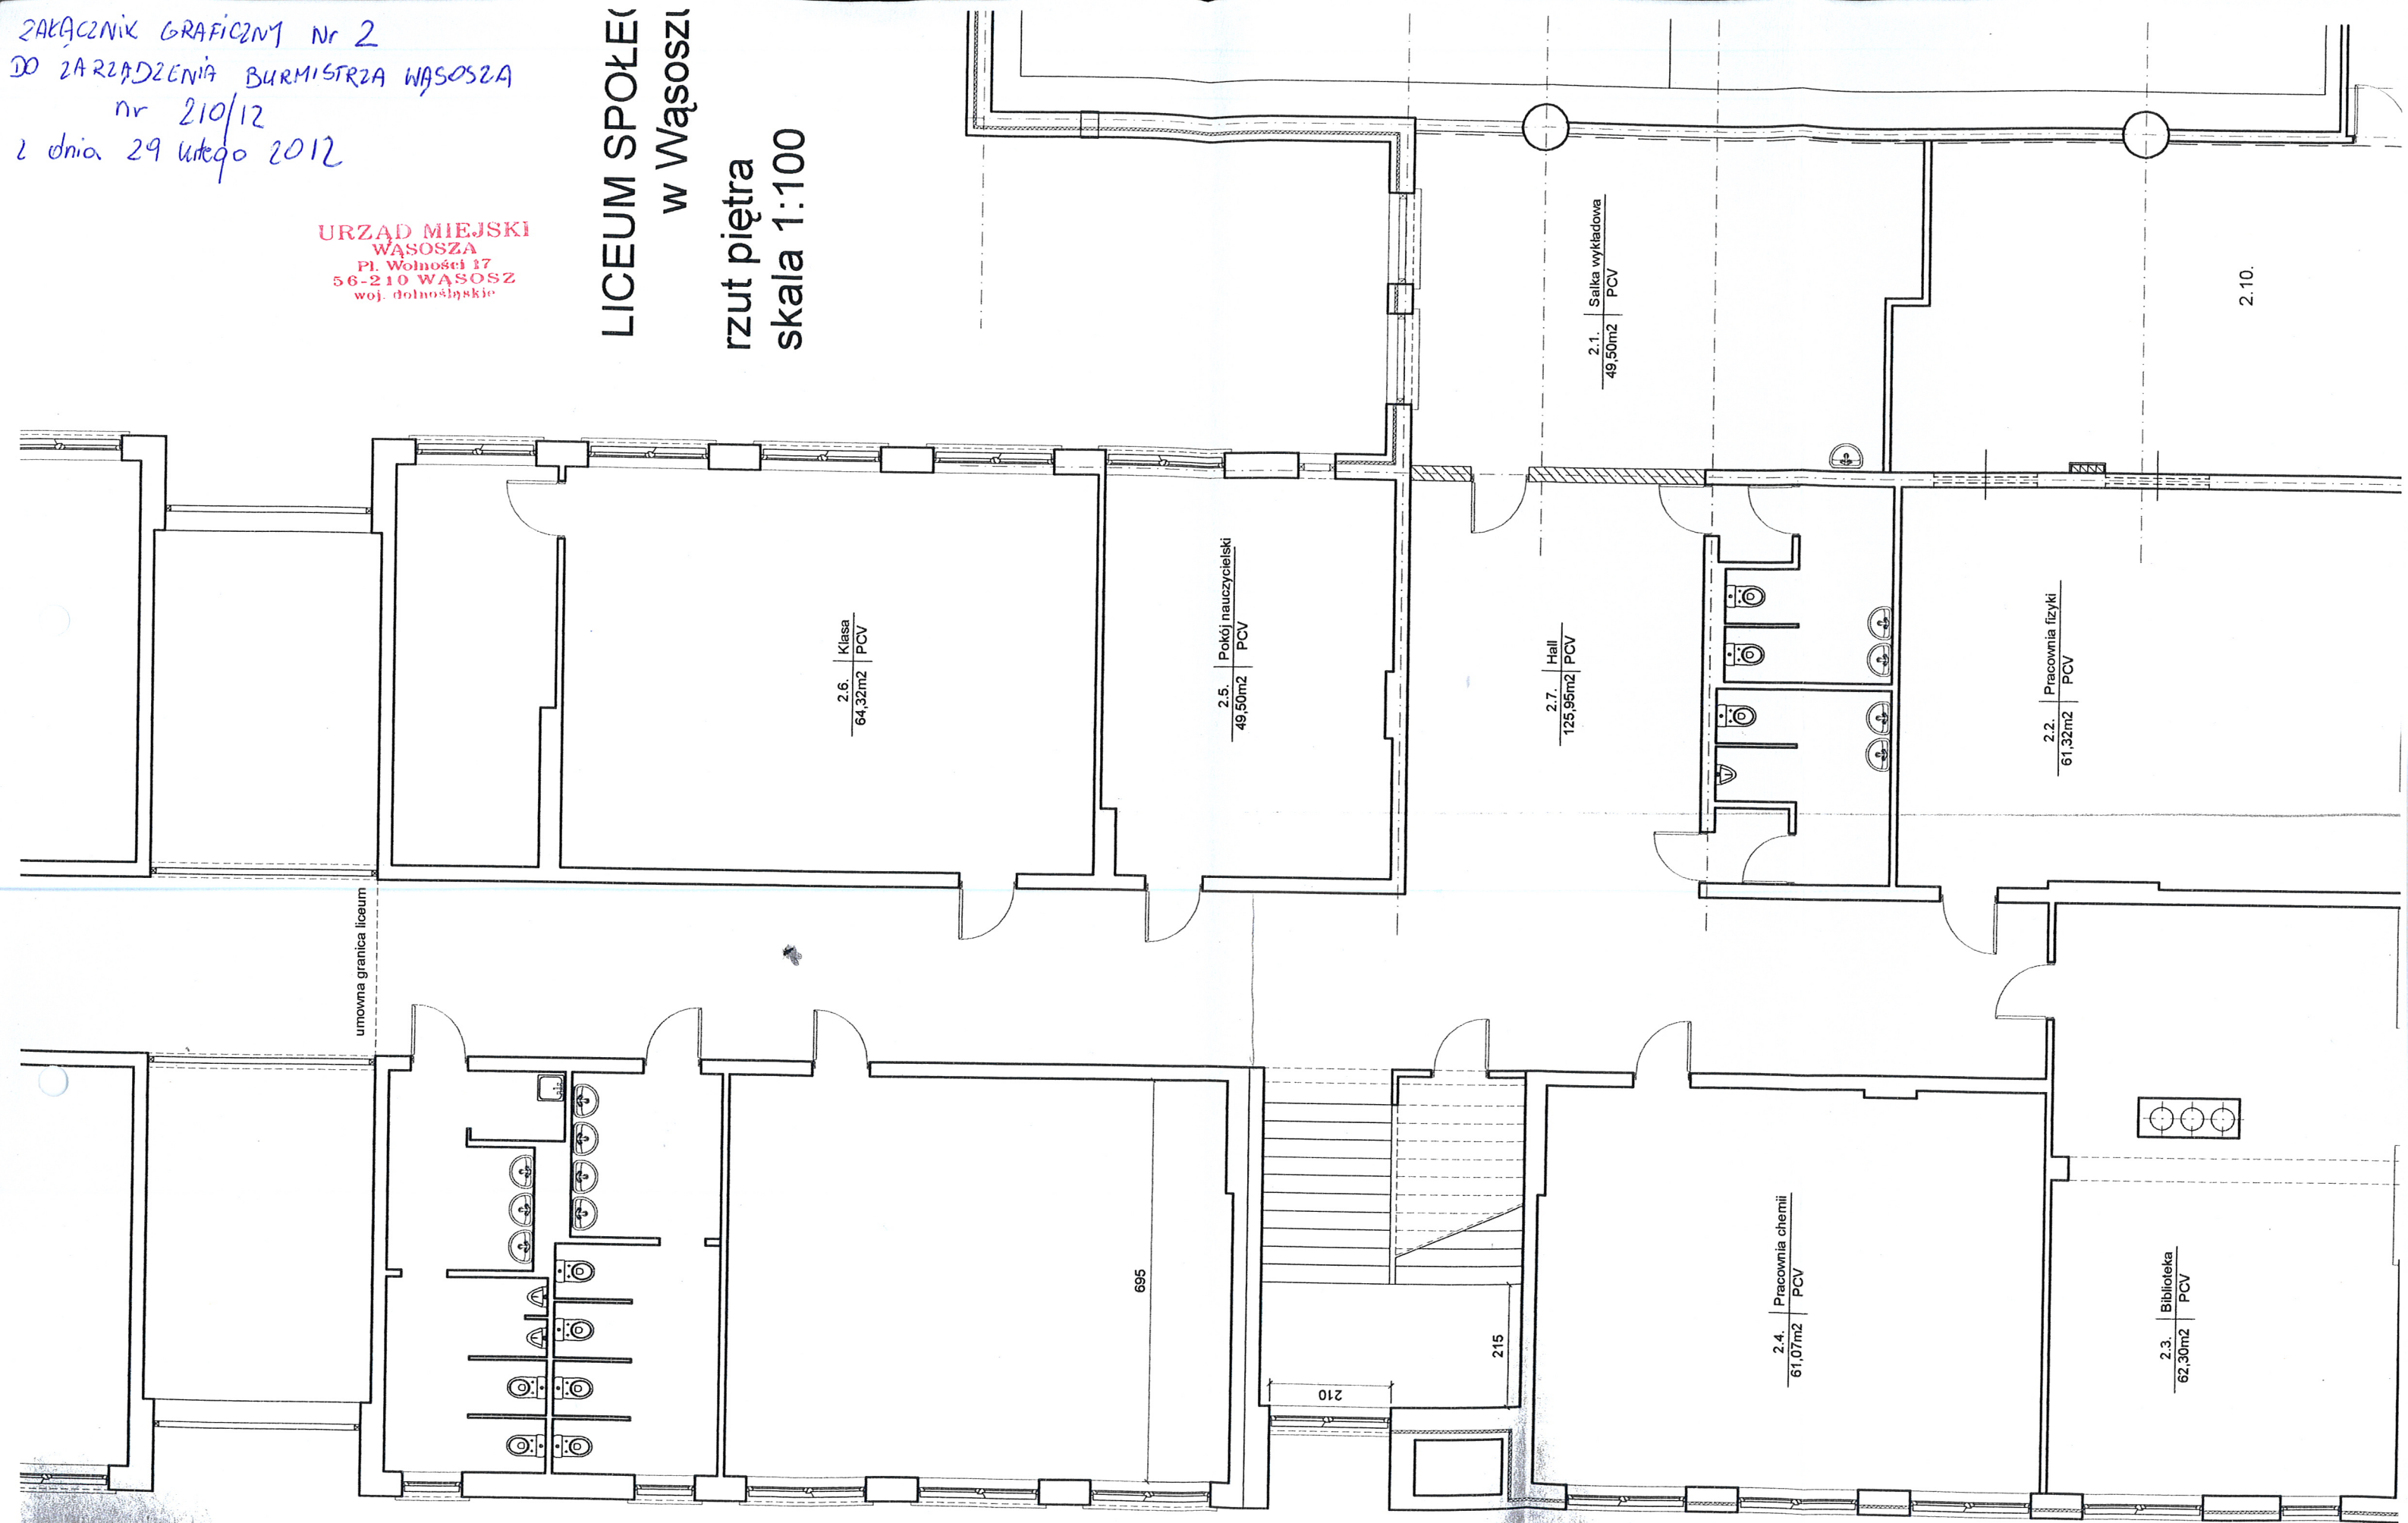 ZAŁĄCZNIK GRAFICZNY Nr 2
DO ZARZĄDZENIA BURMISTRZA WĄSOSZA
nr 210/12
z dnia 29 lutego 2012
URZĄD MIEJSKI
WĄSOSZA
Pl. Wolności 17
56-210 WĄSOSZ
woj. dolnośląskie
LICEUM SPOŁE
w Wąsosz
rzut piętra
skala 1:100
2.1. Salka wykładowa
49,50m2 PCV
2.10.
2.6. Klasa
64,32m2 PCV
2.5. Pokój nauczycielski
49,50m2 PCV
2.7. Hall
125,95m2 PCV
2.2. Pracownia fizyki
61,32m2 PCV
umowna granica liceum
695
210
215
2.4. Pracownia chemii
61,07m2 PCV
2.3. Biblioteka
62,30m2 PCV